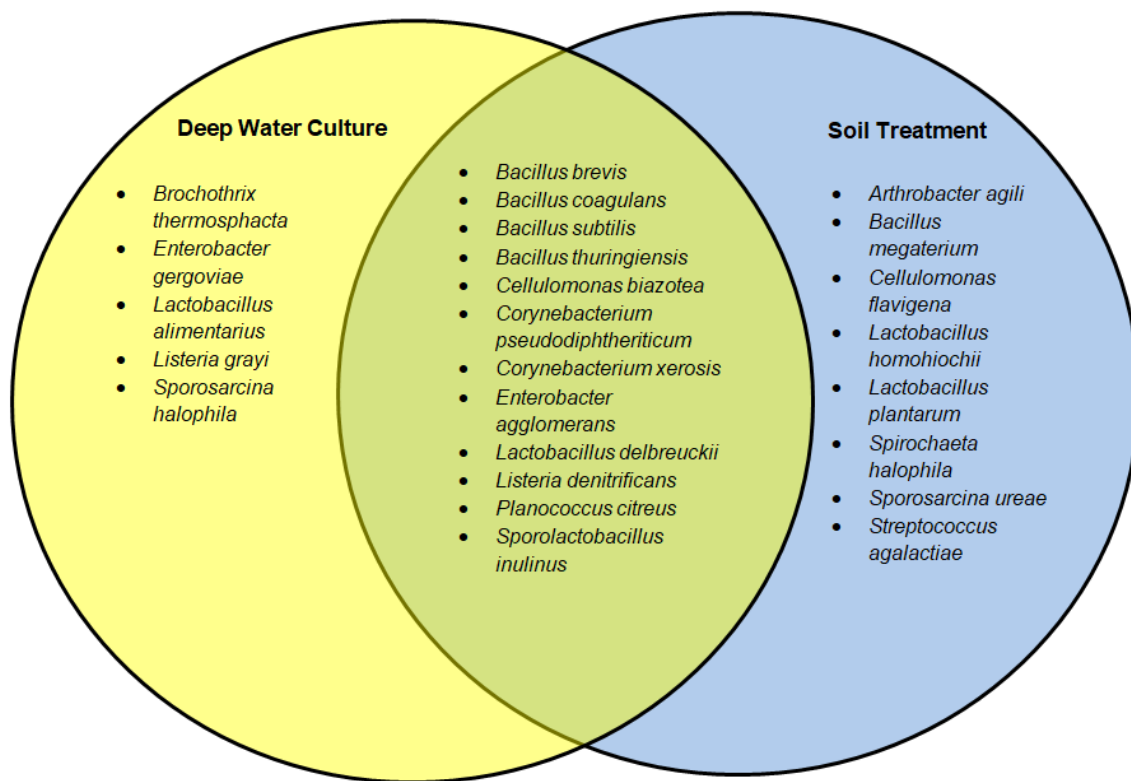 Deep Water Culture
• Brochothrix
thermosphacta
• Enterobacter
gergoviae
• Lactobacillus
alimentarius
• Listeria grayi
• Sporosarcina
halophila
• Bacillus brevis
• Bacillus coagulans
• Bacillus subtilis
• Bacillus thuringiensis
• Cellulomonas biazotea
• Corynebacterium
pseudodiphtheriticum
• Corynebacterium xerosis
• Enterobacter
agglomerans
• Lactobacillus delbreuckii
• Listeria denitrificans
• Planococcus citreus
• Sporolactobacillus
inulinus
Soil Treatment
• Arthrobacter agili
• Bacillus
megaterium
• Cellulomonas
flavigena
• Lactobacillus
homohiochii
• Lactobacillus
plantarum
• Spirochaeta
halophila
• Sporosarcina ureae
• Streptococcus
agalactiae